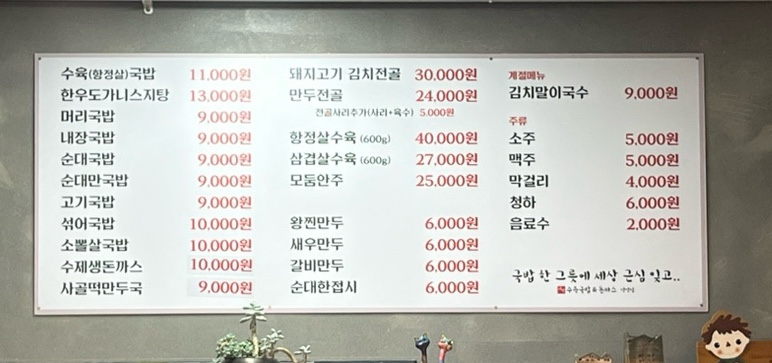 수육(항정살)국밥 11.000원
한우도가니스지탕 13.000원
머리국밥 9.000원
내장국밥 9.000원
순대국밥 9.000원
순대만국밥 9.000원
고기국밥 9.000원
섞어국밥 10.000원
소뽈살국밥 10.000원
수제생돈까스 10.000원
사골떡만두국 9.000원
돼지고기 김치전골 30.000원
만두전골 24.000원
전골사리추가(사리+육수) 5.000원
항정살수육 (600g) 40.000원
삼겹살수육 (600g) 27.000원
모둠안주 25.000원
왕찐만두 6.000원
새우만두 6.000원
갈비만두 6.000원
순대한접시 6.000원
계절메뉴
김치말이국수 9.000원
주류
소주 5.000원
맥주 5.000원
막걸리 4.000원
청하 6.000원
음료수 2.000원
국밥 한 그릇에 세상 근심 잊고..